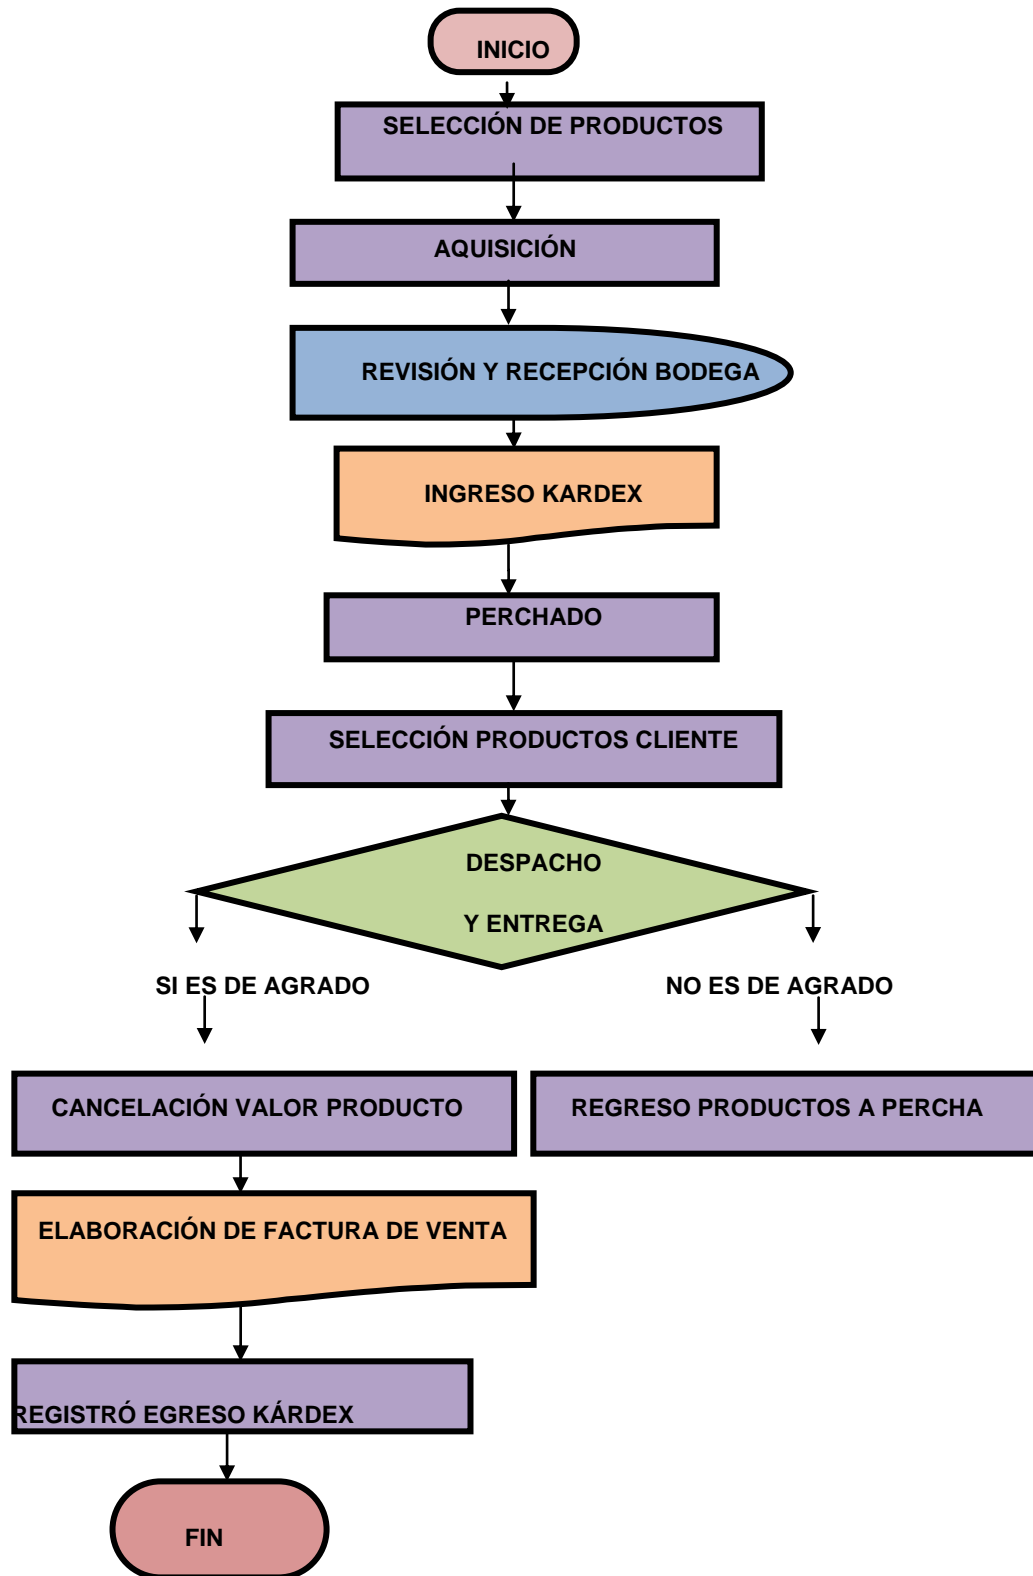 INICIO
SELECCIÓN DE PRODUCTOS
AQUISICIÓN
REVISIÓN Y RECEPCIÓN BODEGA
INGRESO KARDEX
PERCHADO
SELECCIÓN PRODUCTOS CLIENTE
DESPACHO
Y ENTREGA
SI ES DE AGRADO
NO ES DE AGRADO
CANCELACIÓN VALOR PRODUCTO
REGRESO PRODUCTOS A PERCHA
ELABORACIÓN DE FACTURA DE VENTA
REGISTRÓ EGRESO KÁRDEX
FIN